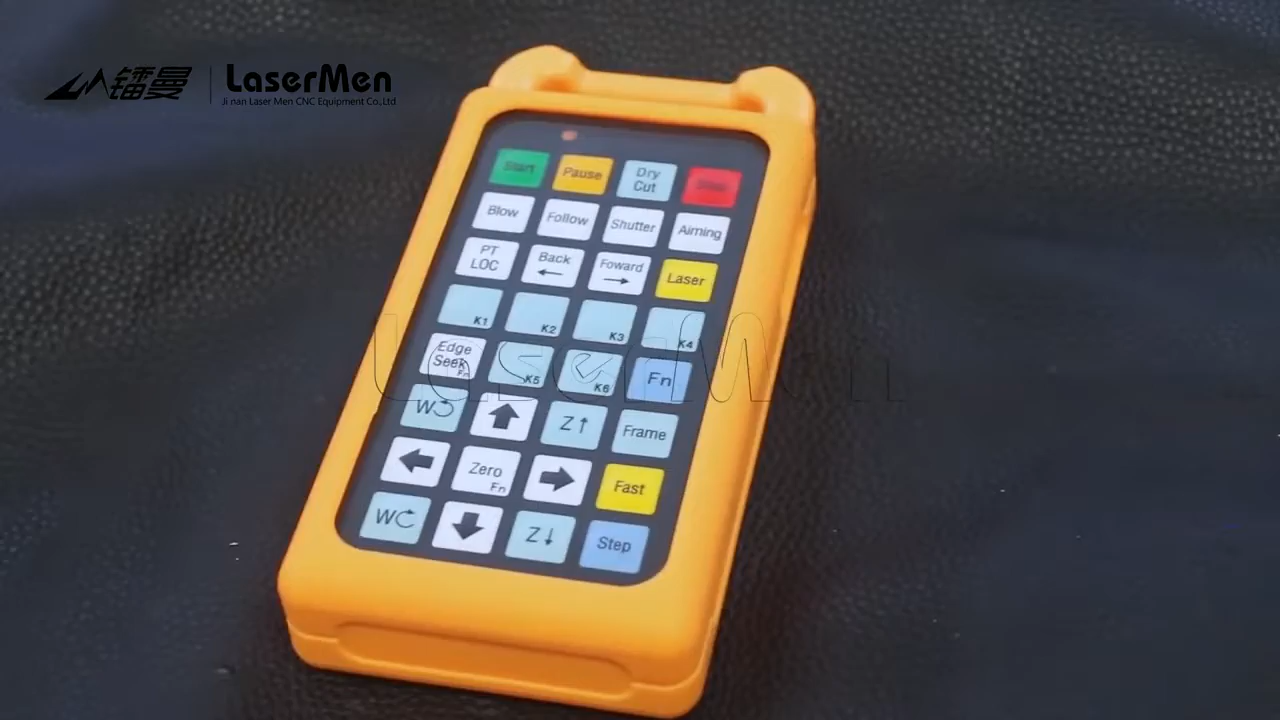 镭曼
LaserMen
Ji nan Laser Men CNC Equipment Co.,Ltd
Start Pause Dry Cut Stop
Blow Follow Shutter Aiming
PT LOC Back ← Foward → Laser
K1 K2 K3 K4
Edge Seek Fn K5 K6 Fn
W Z↑ Frame
Zero Fn Fast
W Z↓ Step
LaserMen